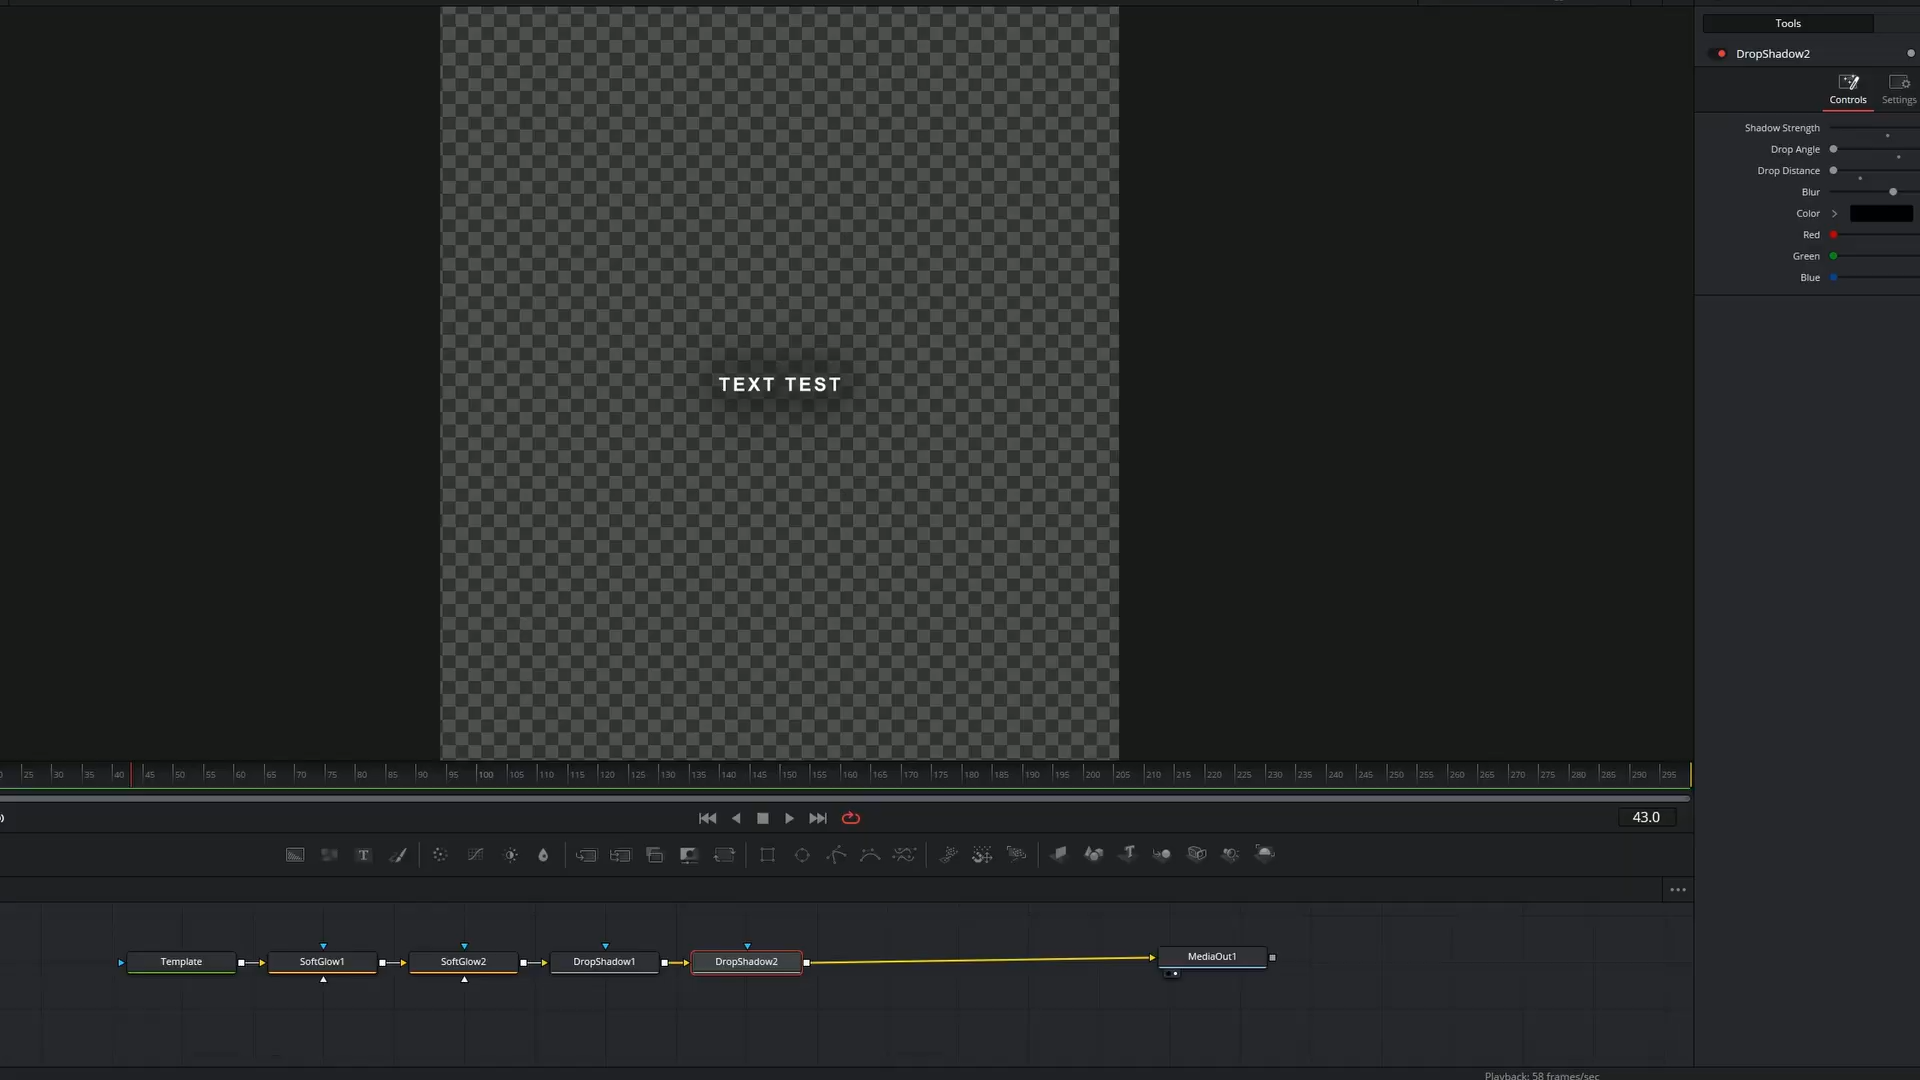 Tools
DropShadow2
Controls Settings
Shadow Strength
Drop Angle
Drop Distance
Blur
Color
Red
Green
Blue
TEXT TEST
25 30 35 40 45 50 55 60 65 70 75 80 85 90 95 100 105 110 115 120 125 130 135 140 145 150 155 160 165 170 175 180 185 190 195 200 205 210 215 220 225 230 235 240 245 250 255 260 265 270 275 280 285 290 295
43.0
T
Template SoftGlow1 SoftGlow2 DropShadow1 DropShadow2 MediaOut1
Playback: 58 frames/sec